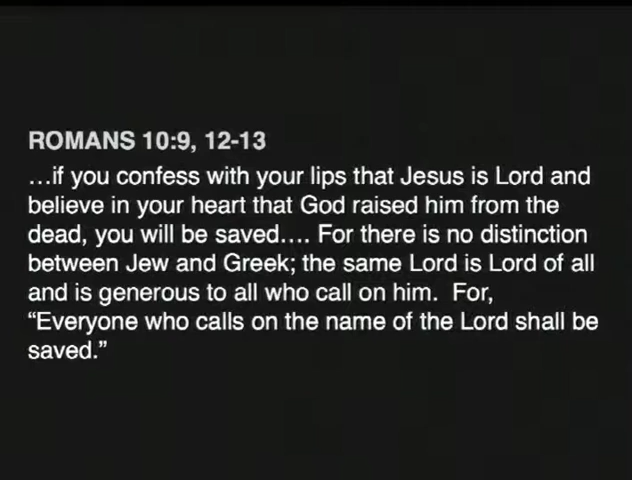 ROMANS 10:9, 12-13
…if you confess with your lips that Jesus is Lord and
believe in your heart that God raised him from the
dead, you will be saved…. For there is no distinction
between Jew and Greek; the same Lord is Lord of all
and is generous to all who call on him.  For,
“Everyone who calls on the name of the Lord shall be
saved.”